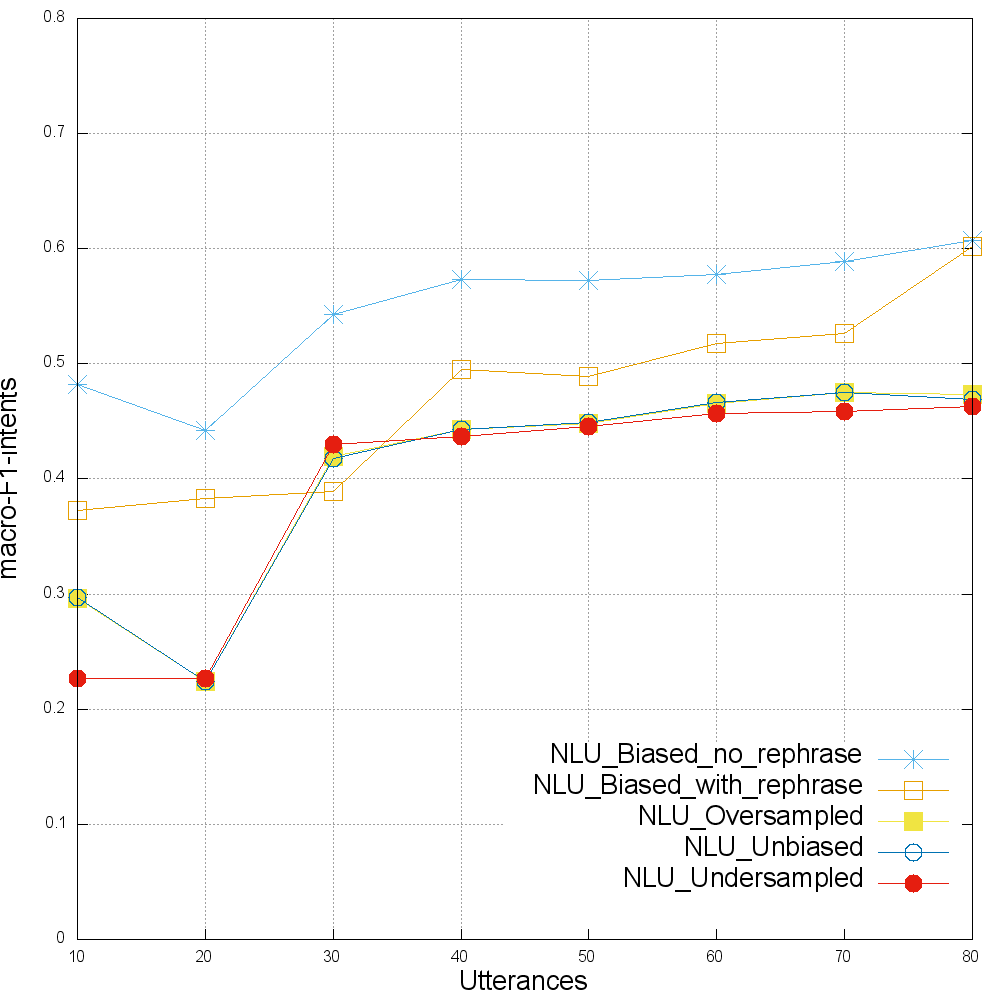 0.8
0.7
0.6
0.5
0.4
0.3
0.2
0.1
0
macro-F1-intents
NLU_Biased_no_rephrase
NLU_Biased_with_rephrase
NLU_Oversampled
NLU_Unbiased
NLU_Undersampled
10 20 30 40 50 60 70 80
Utterances